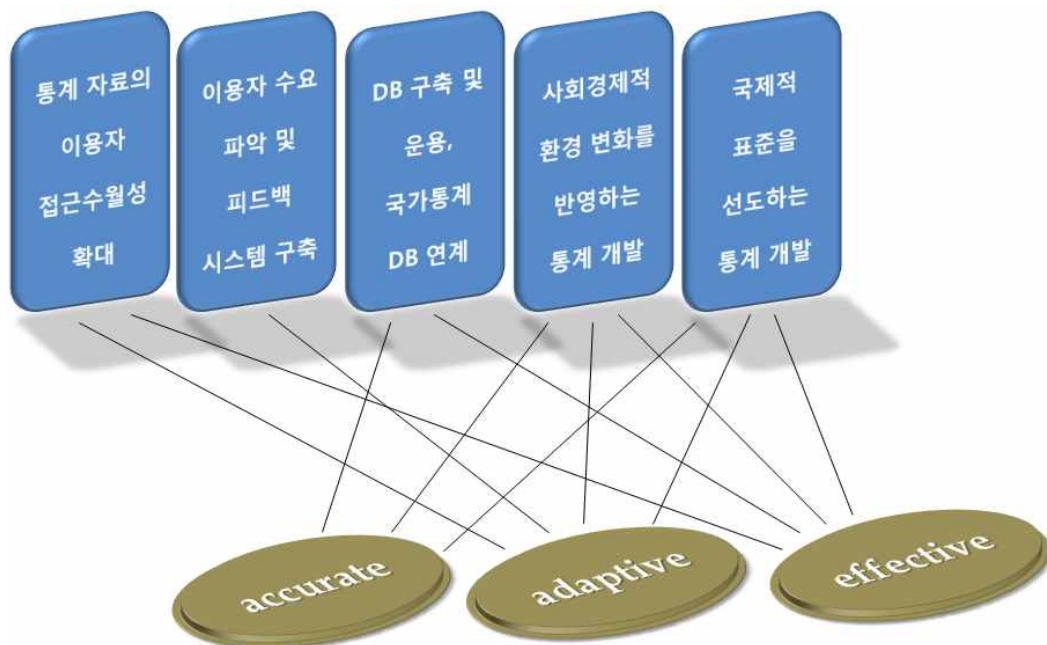 통계 자료의
이용자
접근수월성
확대
이용자 수요
파악 및
피드백
시스템 구축
DB 구축 및
운용,
국가통계
DB 연계
사회경제적
환경 변화를
반영하는
통계 개발
국제적
표준을
선도하는
통계 개발
accurate
adaptive
effective